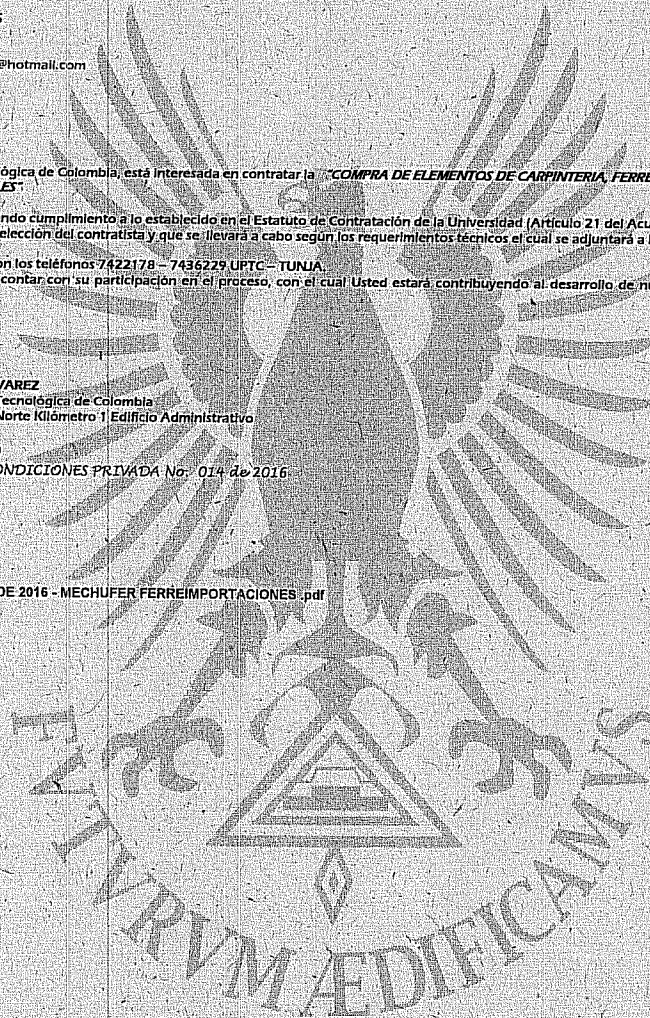 @hotmail.com
ógica de Colombia, está interesada en contratar la "COMPRA DE ELEMENTOS DE CARPINTERIA, FERRE
ES"
ndo cumplimiento a lo establecido en el Estatuto de Contratación de la Universidad (Artículo 21 del Acu
elección del contratista y que se llevará a cabo según los requerimientos técnicos el cual se adjuntará a l
on los teléfonos 7422178 – 7436229 UPTC – TUNJA.
contar con su participación en el proceso, con el cual Usted estará contribuyendo al desarrollo de nu
VAREZ
Tecnológica de Colombia
Norte Kilómetro 1 Edificio Administrativo
ONDICIONES PRIVADA No. 014 de 2016
DE 2016 - MECHUFER FERREIMPORTACIONES .pdf
FVTVRVM ÆDIFICAMVS